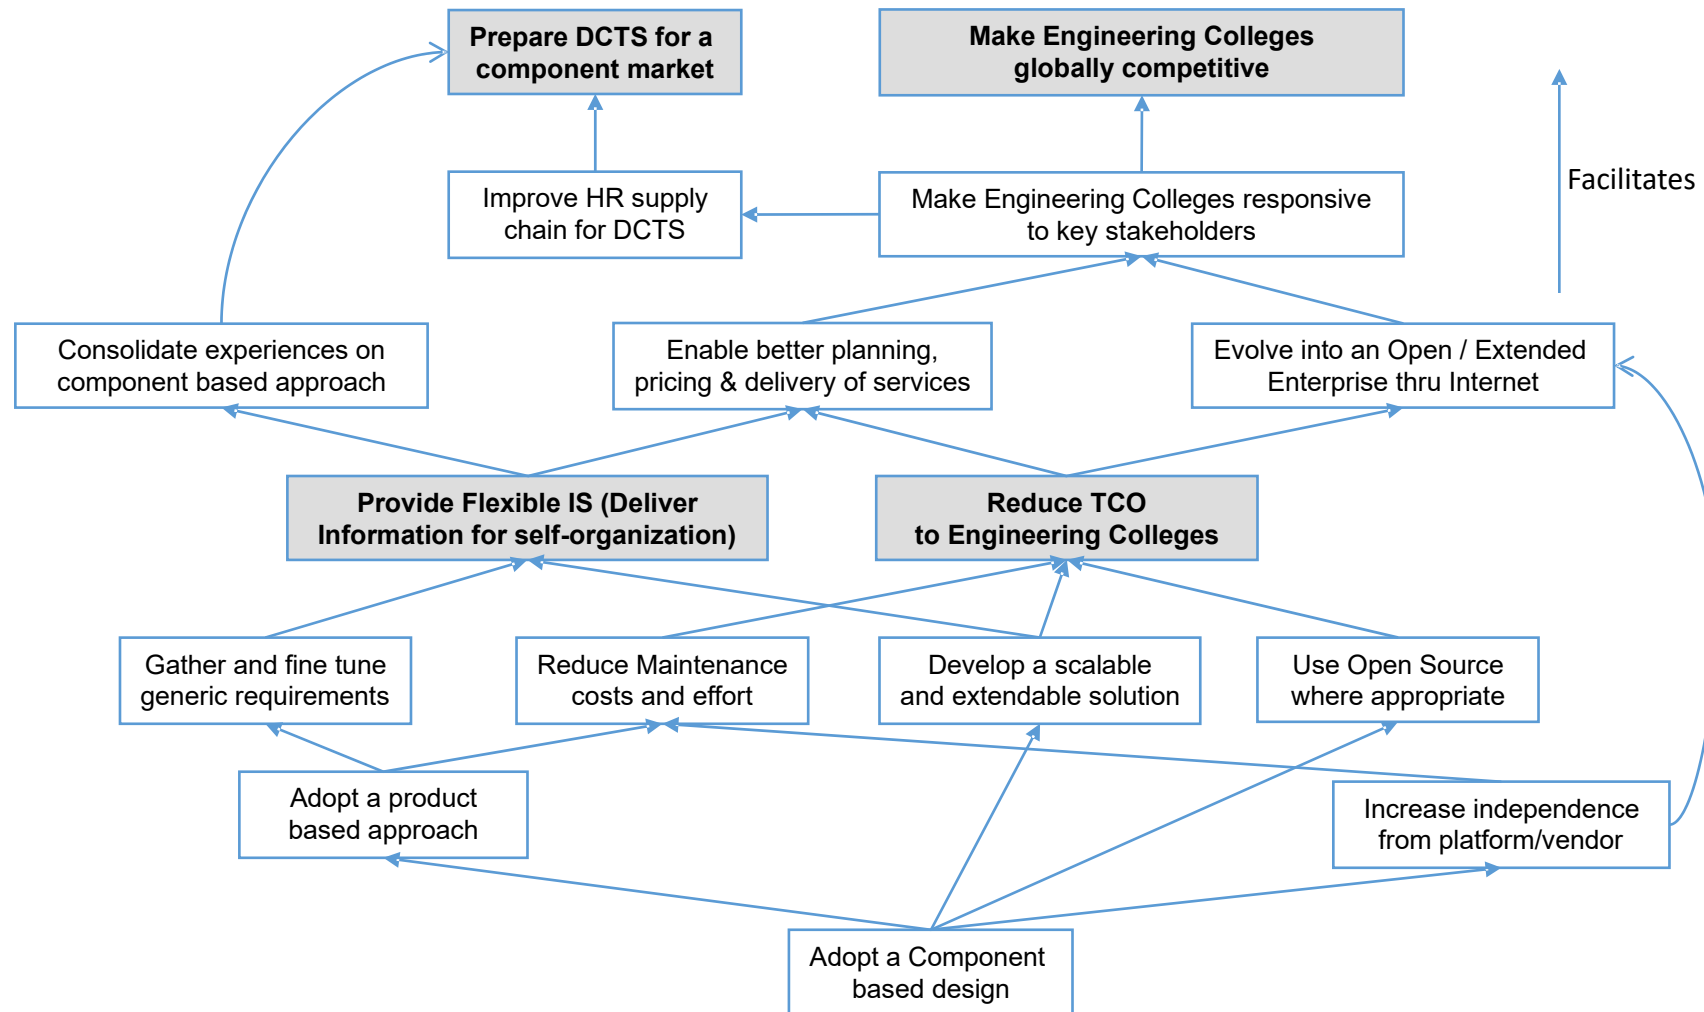 Prepare DCTS for a
component market
Make Engineering Colleges
globally competitive
Facilitates
Improve HR supply
chain for DCTS
Make Engineering Colleges responsive
to key stakeholders
Consolidate experiences on
component based approach
Enable better planning,
pricing & delivery of services
Evolve into an Open / Extended
Enterprise thru Internet
Provide Flexible IS (Deliver
Information for self-organization)
Reduce TCO
to Engineering Colleges
Gather and fine tune
generic requirements
Reduce Maintenance
costs and effort
Develop a scalable
and extendable solution
Use Open Source
where appropriate
Adopt a product
based approach
Increase independence
from platform/vendor
Adopt a Component
based design